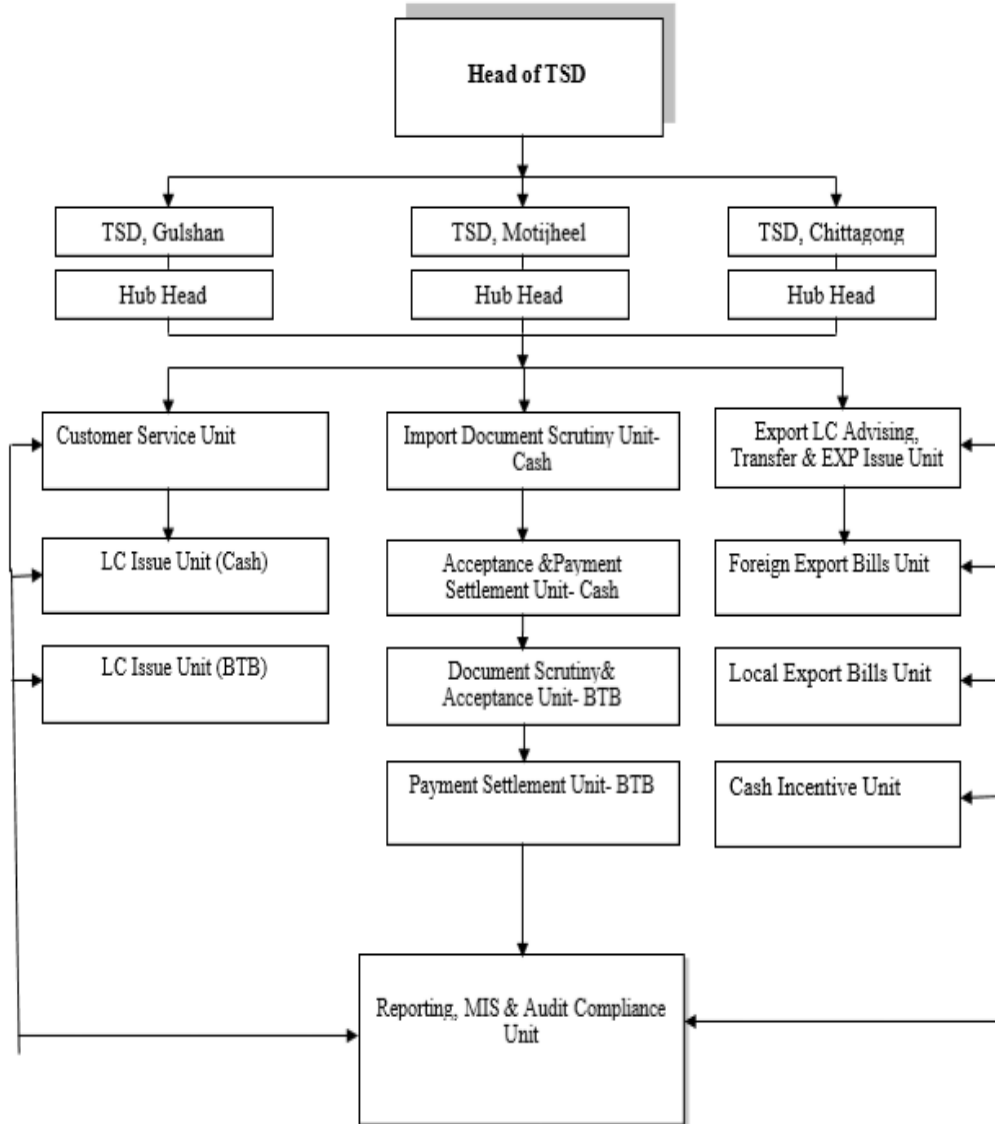 Head of TSD
TSD, Gulshan
TSD, Motijheel
TSD, Chittagong
Hub Head
Hub Head
Hub Head
Customer Service Unit
Import Document Scrutiny Unit-
Cash
Export LC Advising,
Transfer & EXP Issue Unit
LC Issue Unit (Cash)
Acceptance &Payment
Settlement Unit- Cash
Foreign Export Bills Unit
LC Issue Unit (BTB)
Document Scrutiny&
Acceptance Unit- BTB
Local Export Bills Unit
Payment Settlement Unit- BTB
Cash Incentive Unit
Reporting, MIS & Audit Compliance
Unit